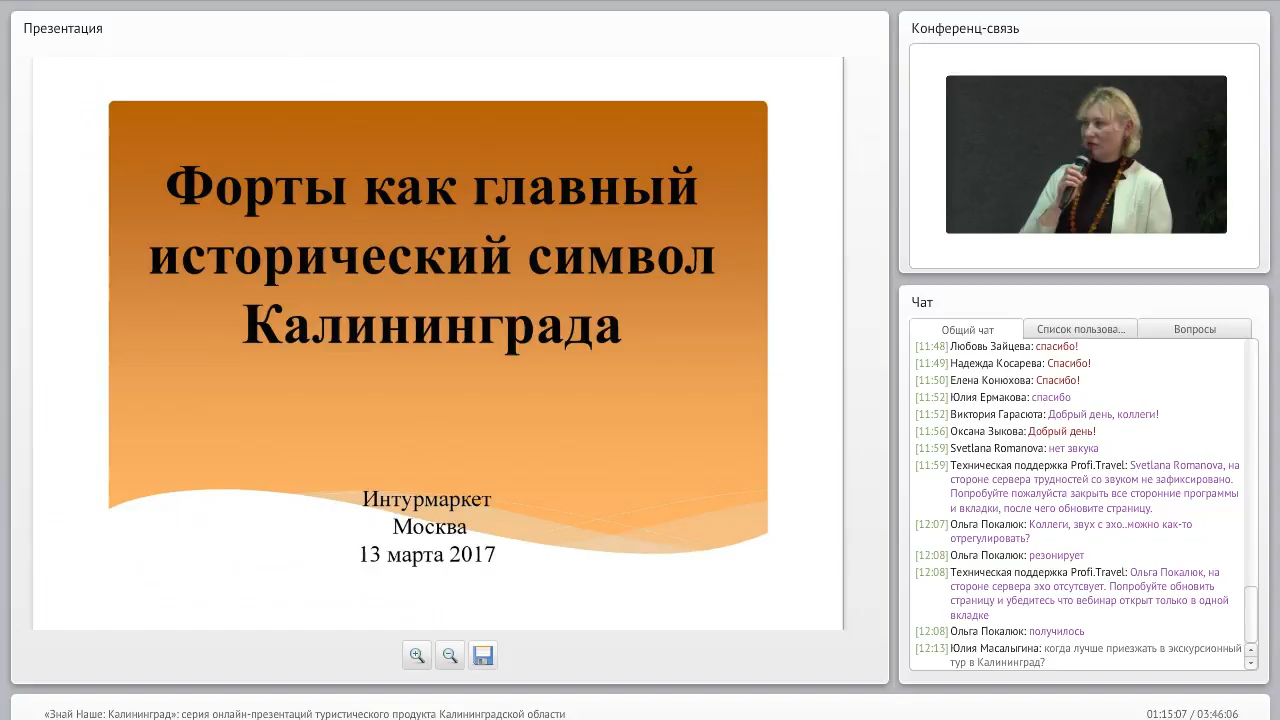 Презентация
Форты как главный
исторический символ
Калининграда
Интурмаркет
Москва
13 марта 2017
Конференц-связь
Чат
Общий чат
Список пользова...
Вопросы
[11:48] Любовь Зайцева: спасибо!
[11:49] Надежда Косарева: Спасибо!
[11:50] Елена Конюхова: Спасибо!
[11:52] Юлия Ермакова: спасибо
[11:52] Виктория Гарасюта: Добрый день, коллеги!
[11:56] Оксана Зыкова: Добрый день!
[11:59] Svetlana Romanova: нет звкука
[11:59] Техническая поддержка Profi.Travel: Svetlana Romanova, на
стороне сервера трудностей со звуком не зафиксировано.
Попробуйте пожалуйста закрыть все сторонние программы
и вкладки, после чего обновите страницу.
[12:07] Ольга Покалюк: Коллеги, звух с эхо..можно как-то
отрегулировать?
[12:08] Ольга Покалюк: резонирует
[12:08] Техническая поддержка Profi.Travel: Ольга Покалюк, на
стороне сервера эхо отсутсвует. Попробуйте обновить
страницу и убедитесь что вебинар открыт только в одной
вкладке
[12:08] Ольга Покалюк: получилось
[12:13] Юлия Масалыгина: когда лучше приезжать в экскурсионный
тур в Калининград?
«Знай Наше: Калининград»: серия онлайн-презентаций туристического продукта Калининградской области
01:15:07 / 03:46:06